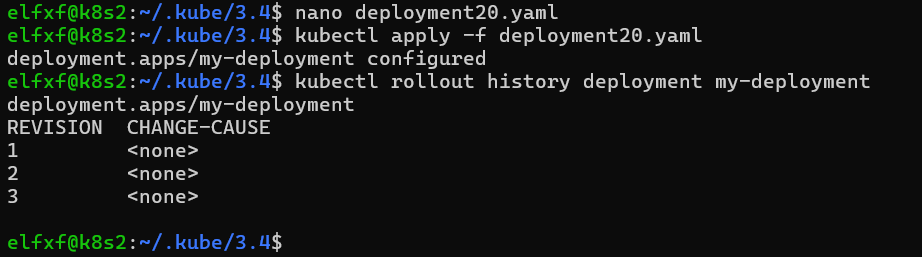 elfxf@k8s2:~/.kube/3.4$ nano deployment20.yaml
elfxf@k8s2:~/.kube/3.4$ kubectl apply -f deployment20.yaml
deployment.apps/my-deployment configured
elfxf@k8s2:~/.kube/3.4$ kubectl rollout history deployment my-deployment
deployment.apps/my-deployment
REVISION  CHANGE-CAUSE
1         <none>
2         <none>
3         <none>
elfxf@k8s2:~/.kube/3.4$